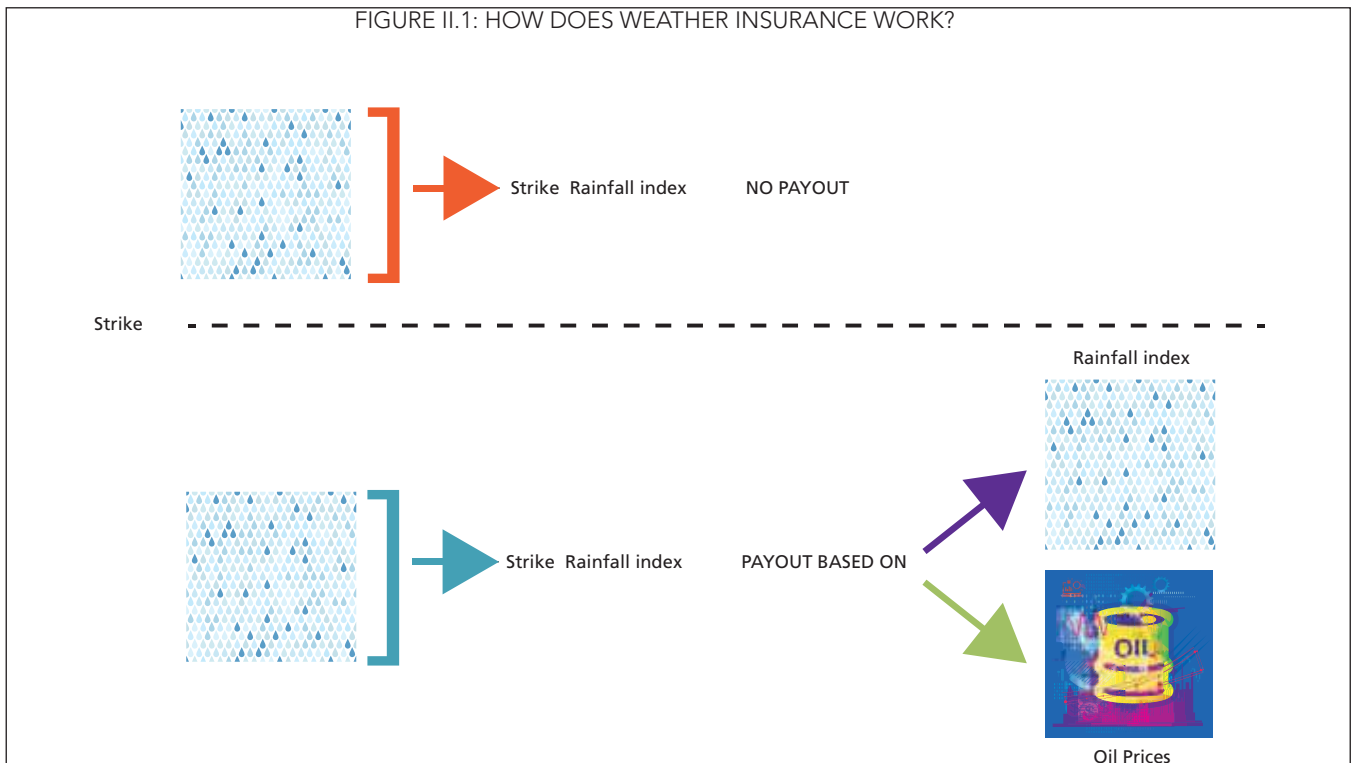 FIGURE II.1: HOW DOES WEATHER INSURANCE WORK?
Strike Rainfall index NO PAYOUT
Strike
Rainfall index
Strike Rainfall index PAYOUT BASED ON
OIL
Oil Prices